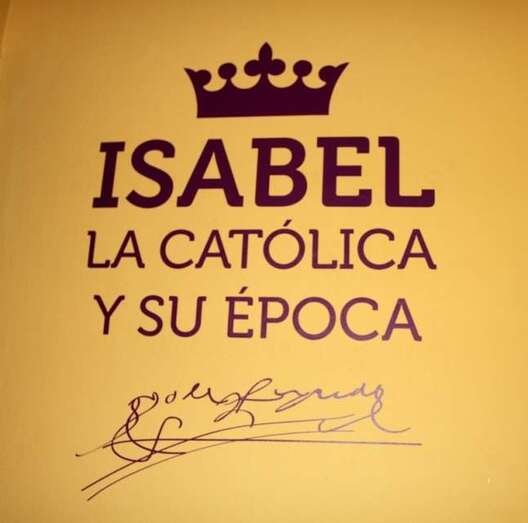 ISABEL
LA CATÓLICA
Y SU ÉPOCA